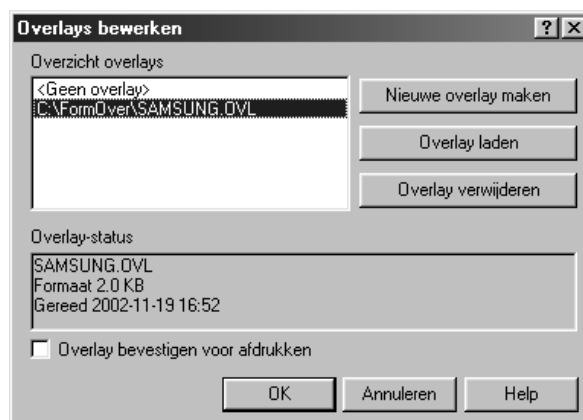 Overlays bewerken
Overzicht overlays
<Geen overlay>
C:\FormOver\SAMSUNG.OVL
Nieuwe overlay maken
Overlay laden
Overlay verwijderen
Overlay-status
SAMSUNG.OVL
Formaat 2.0 KB
Gereed 2002-11-19 16:52
Overlay bevestigen voor afdrukken
OK
Annuleren
Help